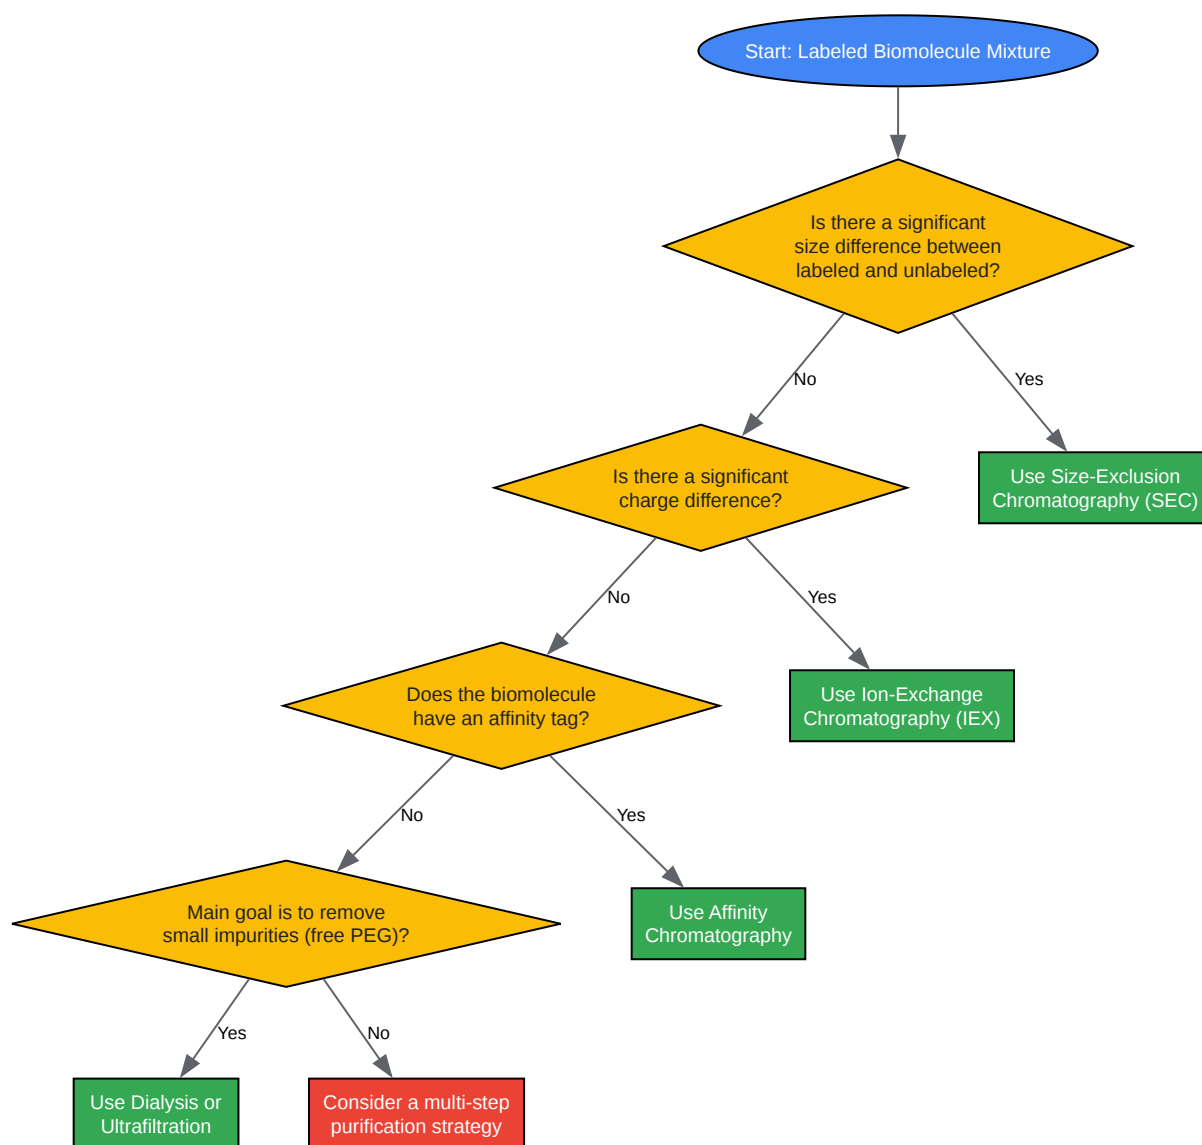 Start: Labeled Biomolecule Mixture
Is there a significant
size difference between
labeled and unlabeled?
No
Yes
Is there a significant
charge difference?
Use Size-Exclusion
Chromatography (SEC)
No
Yes
Does the biomolecule
have an affinity tag?
Use Ion-Exchange
Chromatography (IEX)
No
Yes
Main goal is to remove
small impurities (free PEG)?
Use Affinity
Chromatography
Yes
No
Use Dialysis or
Ultrafiltration
Consider a multi-step
purification strategy